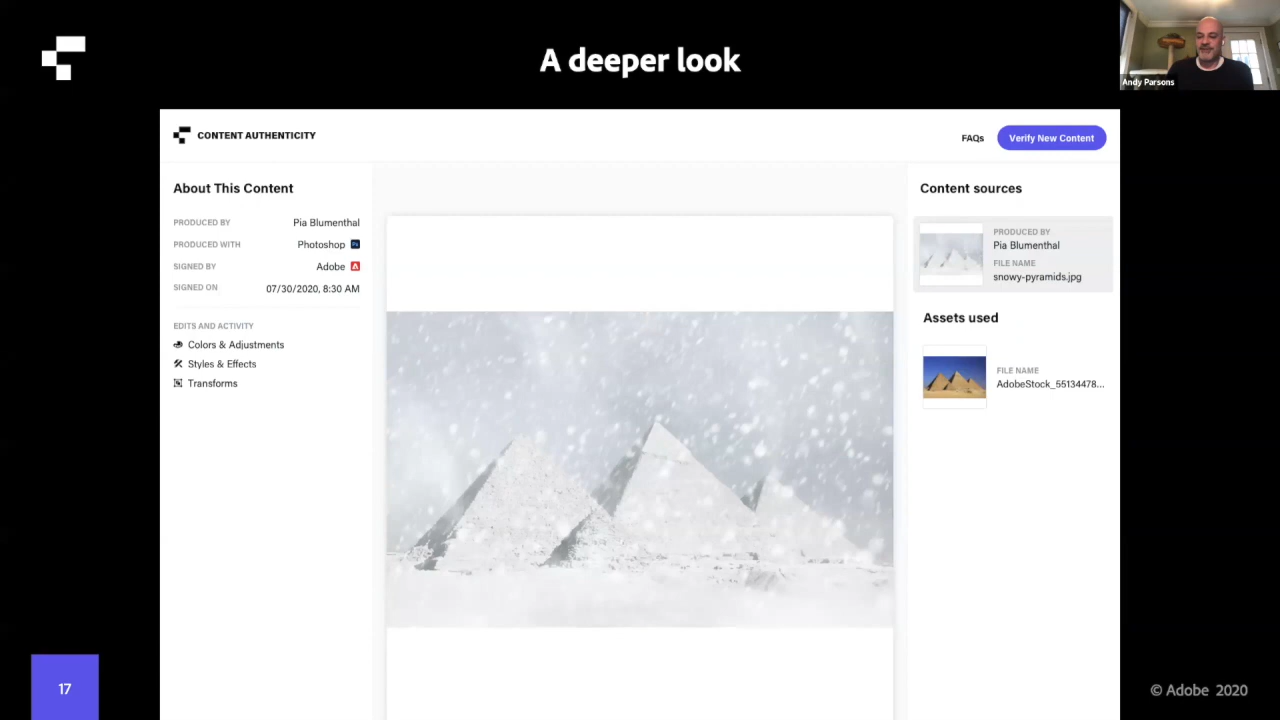 A deeper look
Andy Parsons
CONTENT AUTHENTICITY
FAQs
Verify New Content
About This Content
PRODUCED BY Pia Blumenthal
PRODUCED WITH Photoshop Ps
SIGNED BY Adobe
SIGNED ON 07/30/2020, 8:30 AM
EDITS AND ACTIVITY
Colors & Adjustments
Styles & Effects
Transforms
Content sources
PRODUCED BY
Pia Blumenthal
FILE NAME
snowy-pyramids.jpg
Assets used
FILE NAME
AdobeStock_55134478...
17
© Adobe 2020